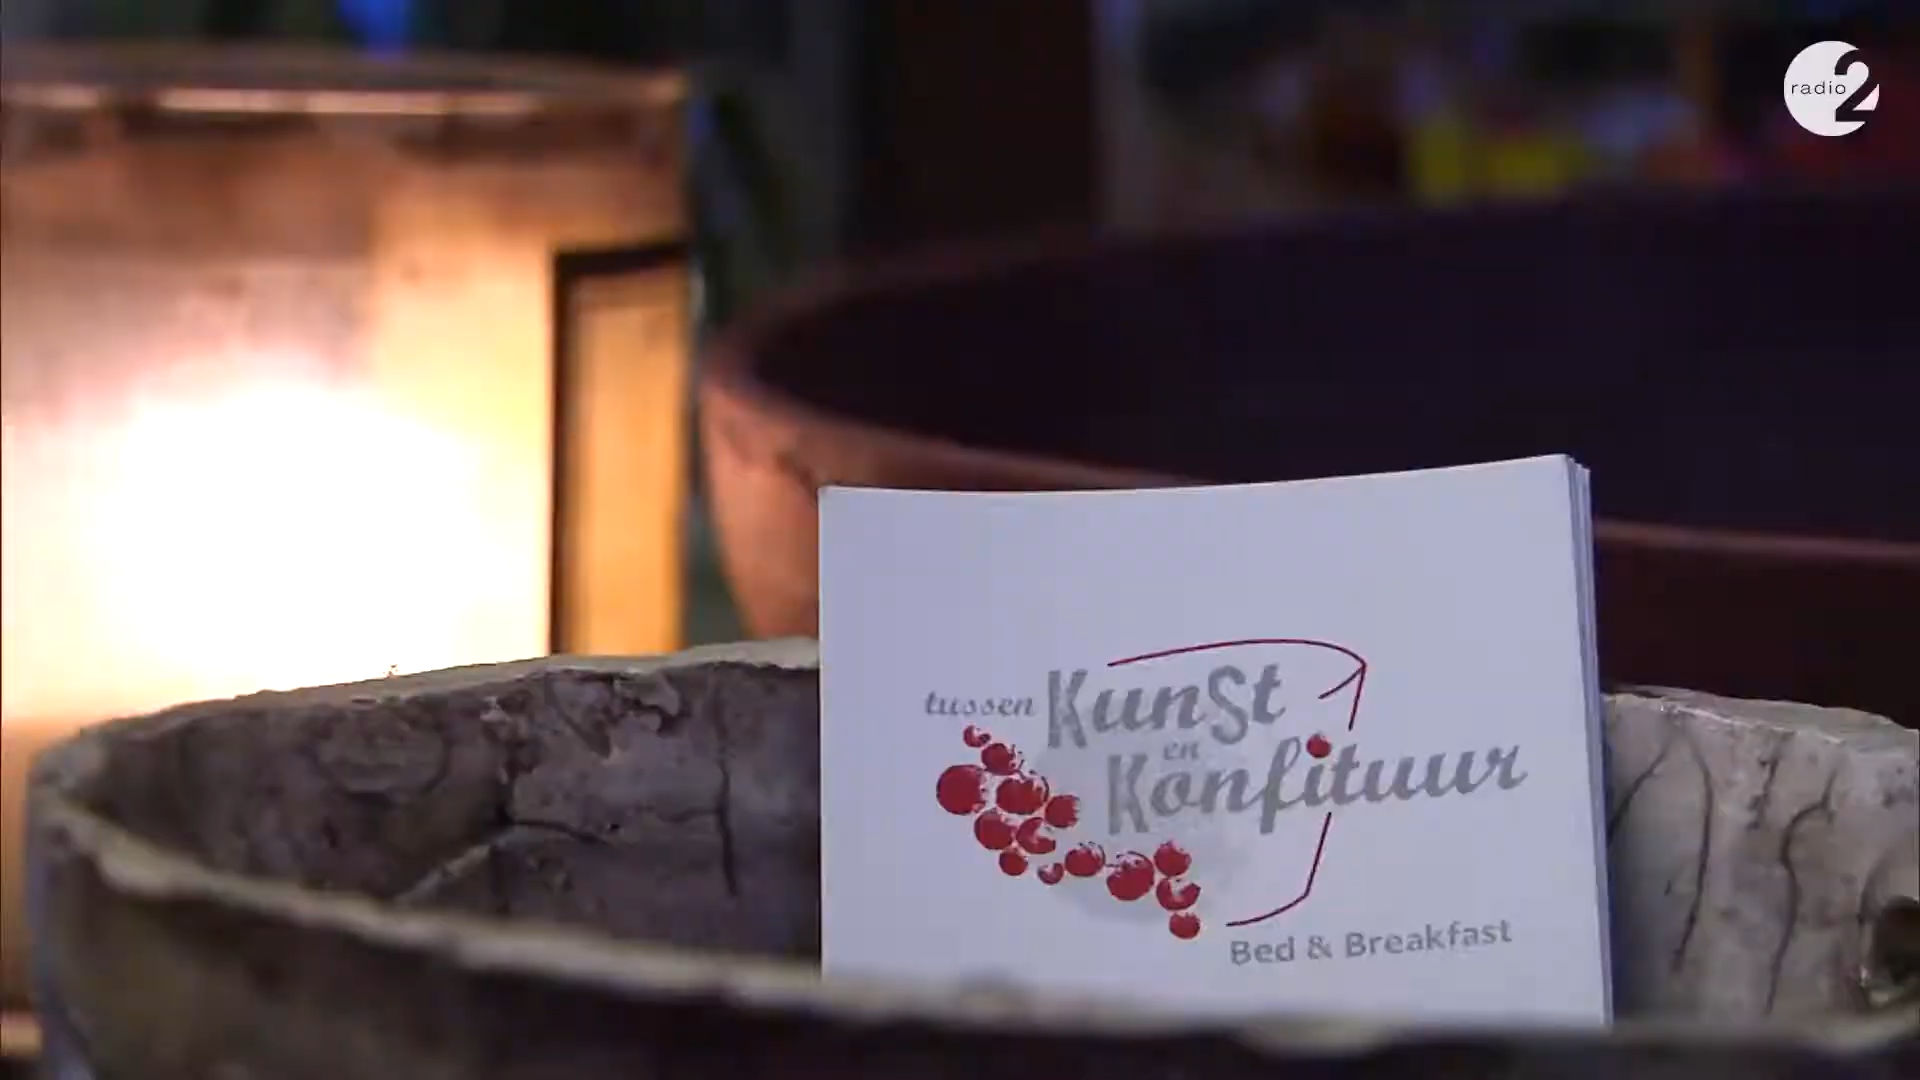 radio 2
tussen KunSt
en
Konfituur
Bed & Breakfast